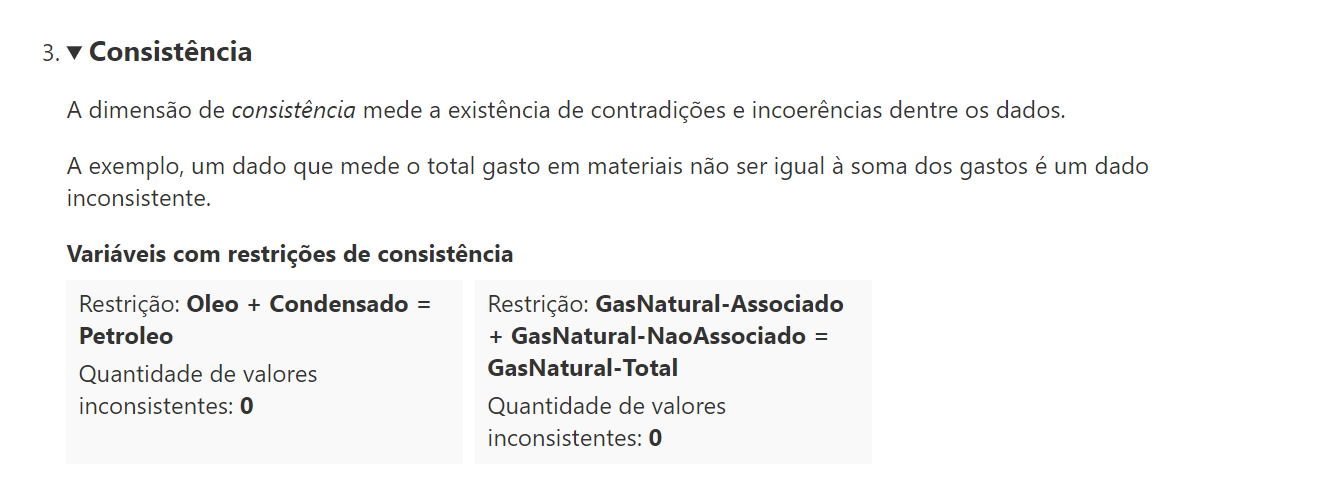 3. ▼ Consistência
A dimensão de consistência mede a existência de contradições e incoerências dentre os dados.
A exemplo, um dado que mede o total gasto em materiais não ser igual à soma dos gastos é um dado
inconsistente.
Variáveis com restrições de consistência
Restrição: Oleo + Condensado =
Petroleo
Quantidade de valores
inconsistentes: 0
Restrição: GasNatural-Associado
+ GasNatural-NaoAssociado =
GasNatural-Total
Quantidade de valores
inconsistentes: 0